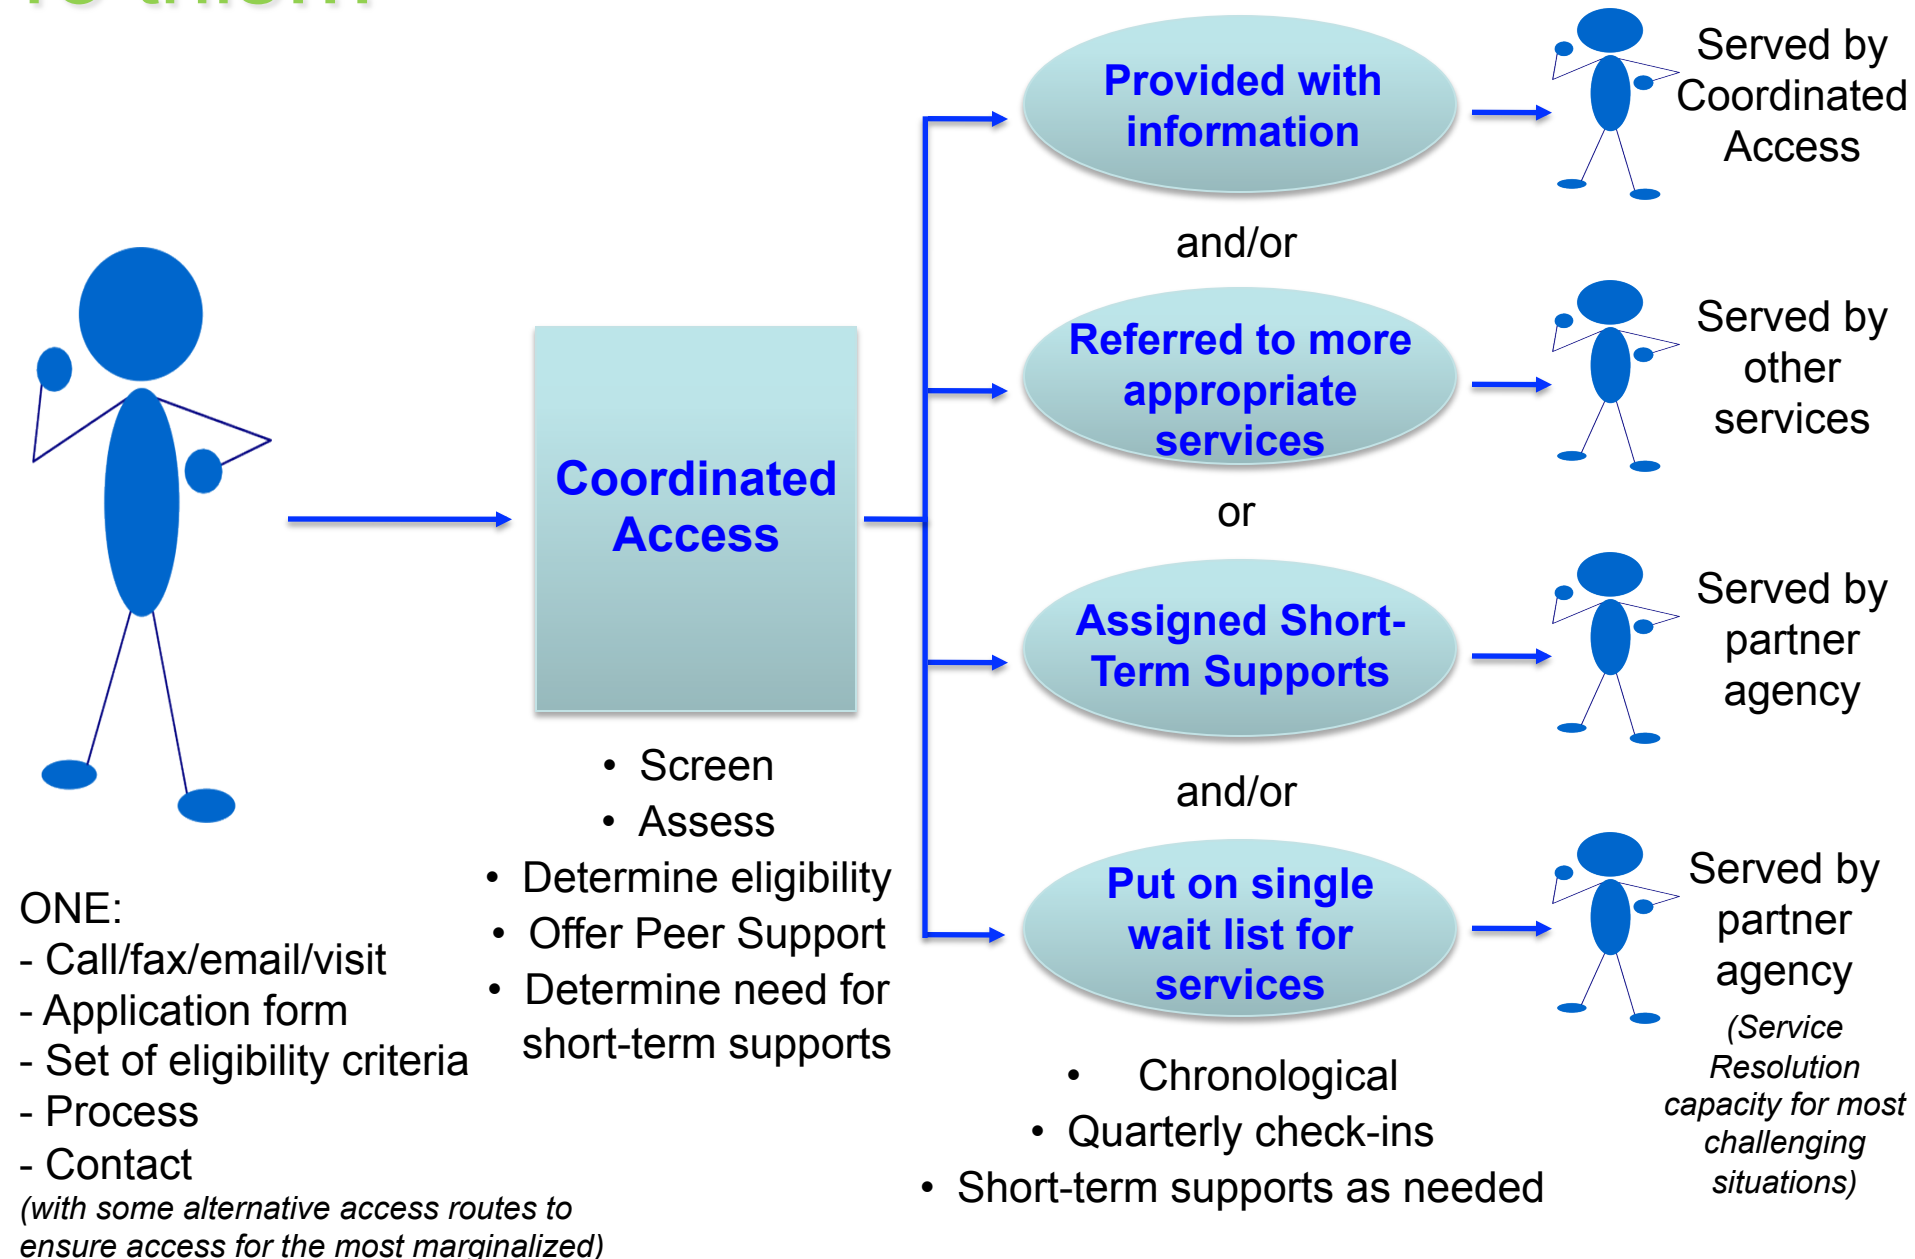 Provided with
information
Served by
Coordinated
Access
and/or
Referred to more
appropriate
services
Served by
other
services
or
Coordinated
Access
Assigned Short-
Term Supports
Served by
partner
agency
and/or
• Screen
• Assess
• Determine eligibility
• Offer Peer Support
• Determine need for
short-term supports
Put on single
wait list for
services
Served by
partner
agency
(Service
Resolution
capacity for most
challenging
situations)
ONE:
- Call/fax/email/visit
- Application form
- Set of eligibility criteria
- Process
- Contact
(with some alternative access routes to
ensure access for the most marginalized)
• Chronological
• Quarterly check-ins
• Short-term supports as needed